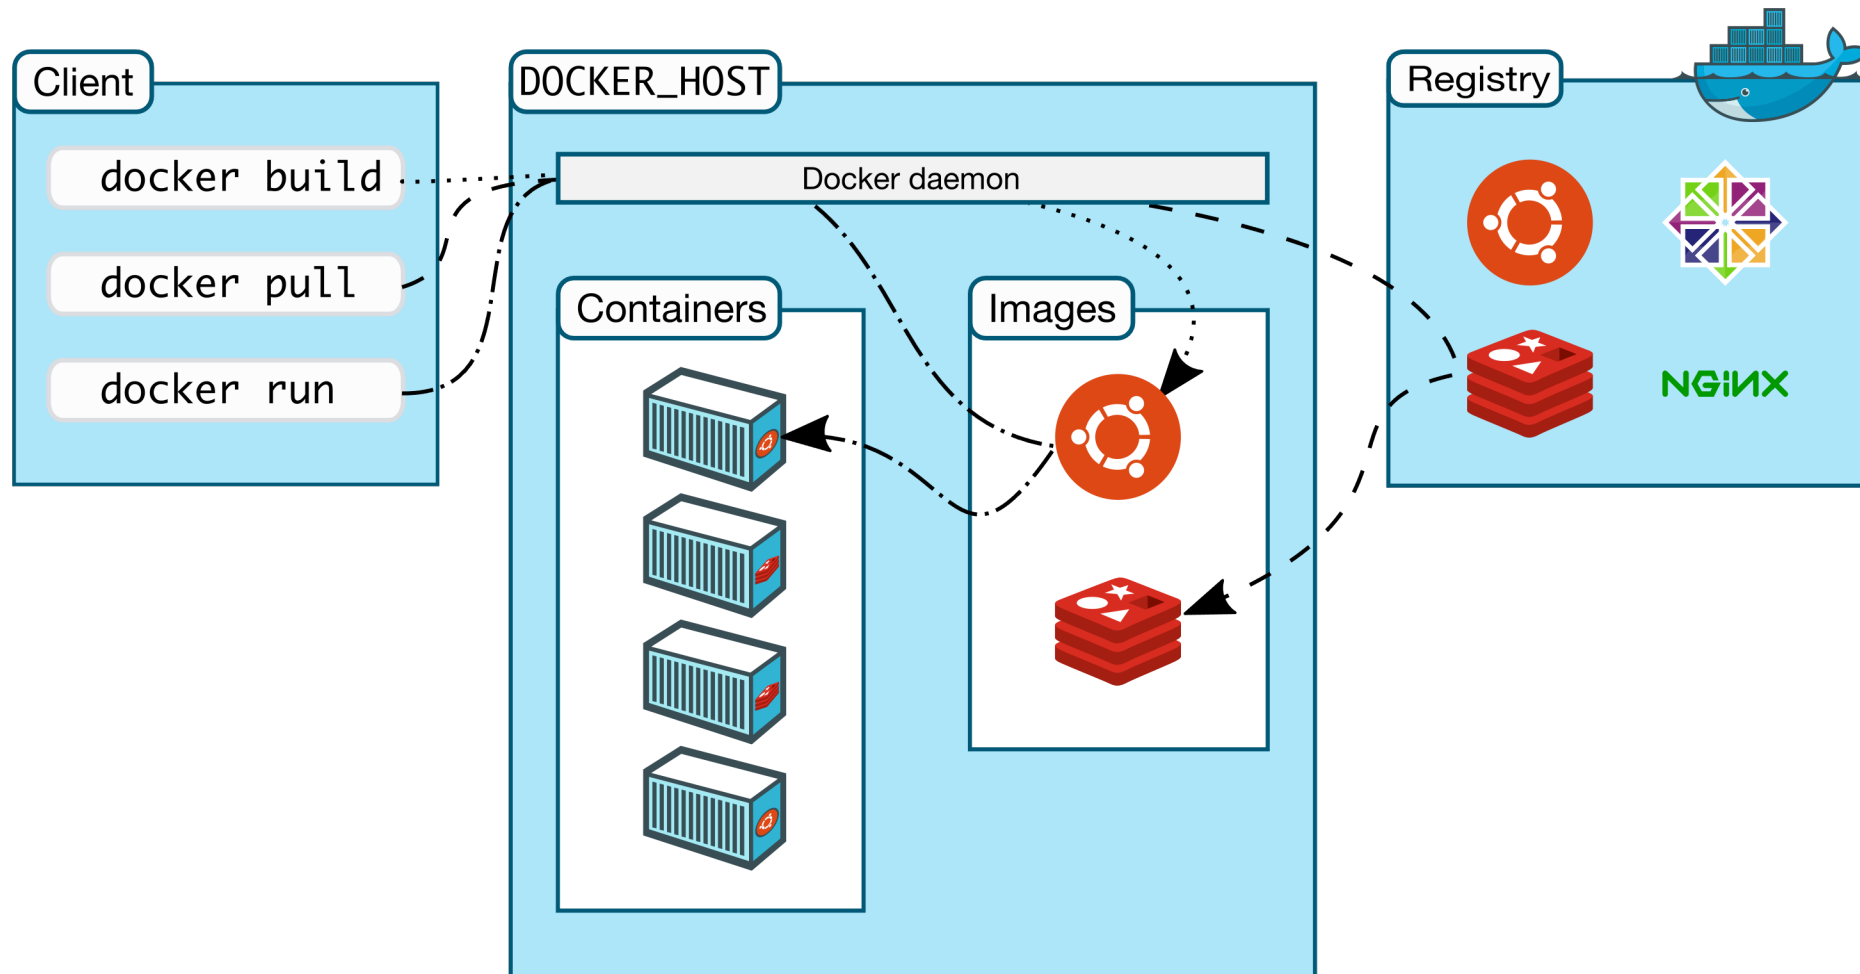 Client
docker build
docker pull
docker run
DOCKER_HOST
Docker daemon
Containers
Images
Registry
NGINX